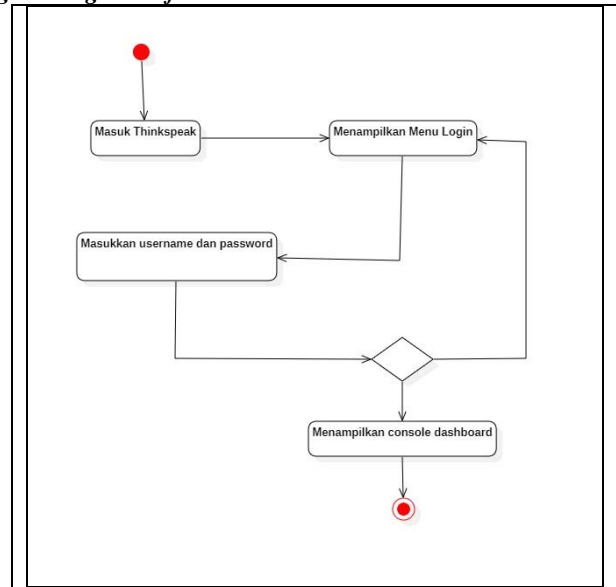 Masuk Thinkspeak
Menampilkan Menu Login
Masukkan username dan password
Menampilkan console dashboard